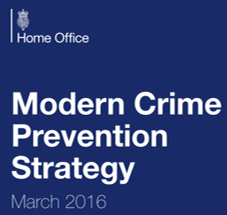 Home Office
Modern Crime
Prevention
Strategy
March 2016